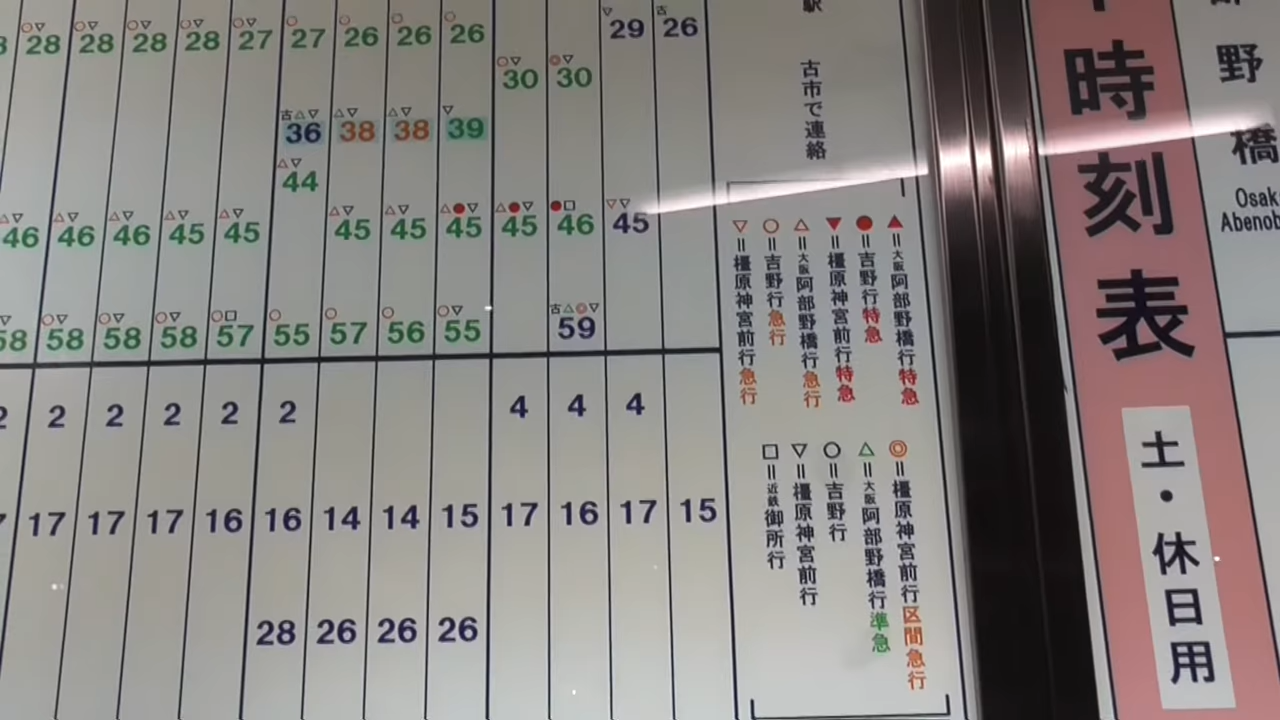 28 28 28 28 27 27 26 26 26 29 古 26
30 30
古 36 38 38 39
44
46 46 46 45 45 45 45 45 45 46 45
古 59
58 58 58 58 57 55 57 56 55
2 2 2 2 2 2 4 4 4
17 17 17 16 16 14 14 15 17 16 17 15
28 26 26 26
駅
古市で連絡
▲=大阪阿部野橋行特急
●=吉野行特急
▼=橿原神宮前行特急
△=大阪阿部野橋行急行
○=吉野行急行
▽=橿原神宮前行急行
◎=橿原神宮前行区間急行
△=大阪阿部野橋行準急
○=吉野行
▽=橿原神宮前行
□=近鉄御所行
時刻表
土・休日用
野橋
Osak
Abenob